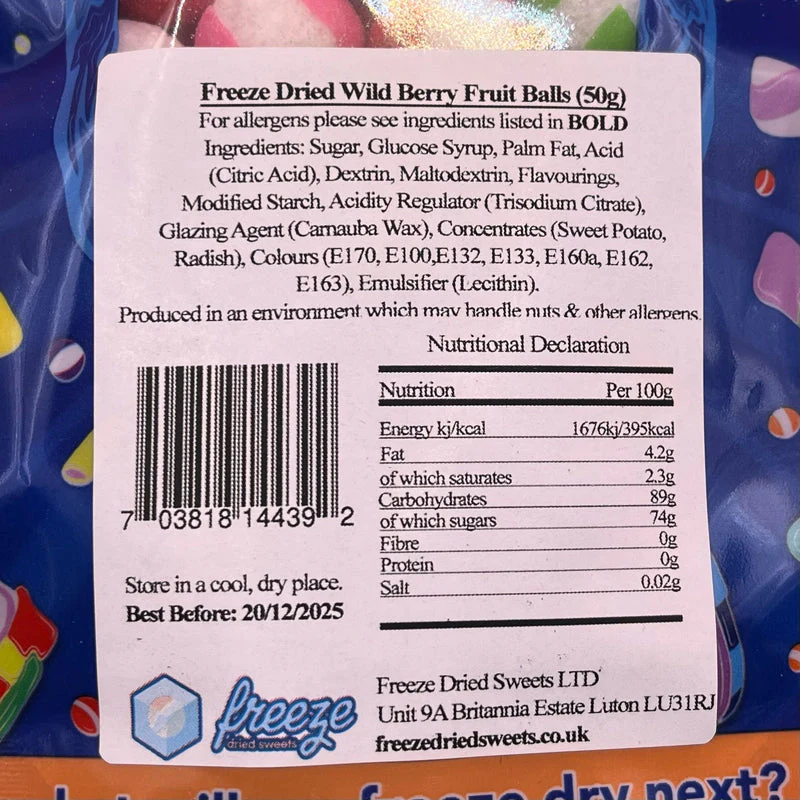 Freeze Dried Wild Berry Fruit Balls (50g)
For allergens please see ingredients listed in BOLD
Ingredients: Sugar, Glucose Syrup, Palm Fat, Acid
(Citric Acid), Dextrin, Maltodextrin, Flavourings,
Modified Starch, Acidity Regulator (Trisodium Citrate),
Glazing Agent (Carnauba Wax), Concentrates (Sweet Potato,
Radish), Colours (E170, E100,E132, E133, E160a, E162,
E163), Emulsifier (Lecithin).
Produced in an environment which may handle nuts & other allergens.
Nutritional Declaration
Nutrition Per 100g
Energy kj/kcal 1676kj/395kcal
Fat 4.2g
of which saturates 2.3g
Carbohydrates 89g
of which sugars 74g
Fibre 0g
Protein 0g
Salt 0.02g
7 03818 14439 2
Store in a cool, dry place.
Best Before: 20/12/2025
freeze
dried sweets
Freeze Dried Sweets LTD
Unit 9A Britannia Estate Luton LU31RJ
freezedriedsweets.co.uk
dry next?